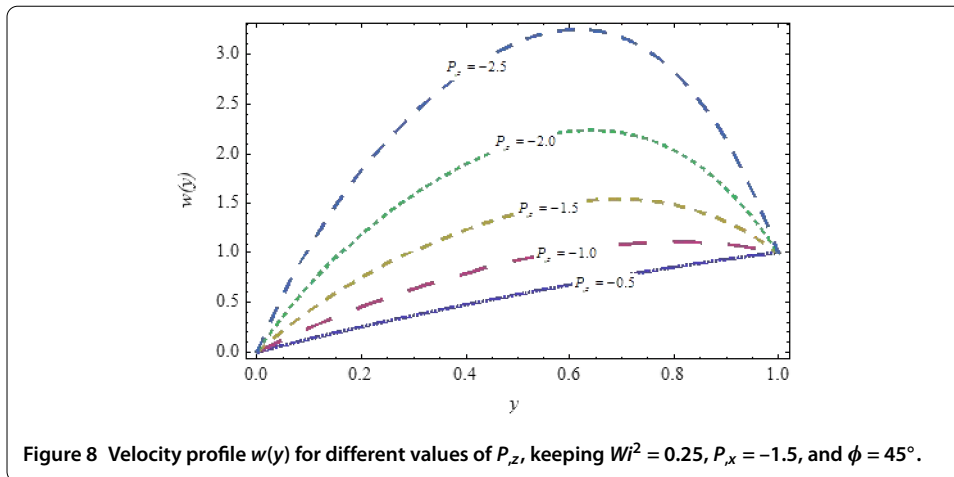 3.0
2.5
2.0
1.5
1.0
0.5
0.0
w(y)
P,z = −2.5
P,z = −2.0
P,z = −1.5
P,z = −1.0
P,z = −0.5
0.0 0.2 0.4 0.6 0.8 1.0
y
Figure 8 Velocity profile w(y) for different values of P,z, keeping Wi² = 0.25, P,x = –1.5, and ϕ = 45°.